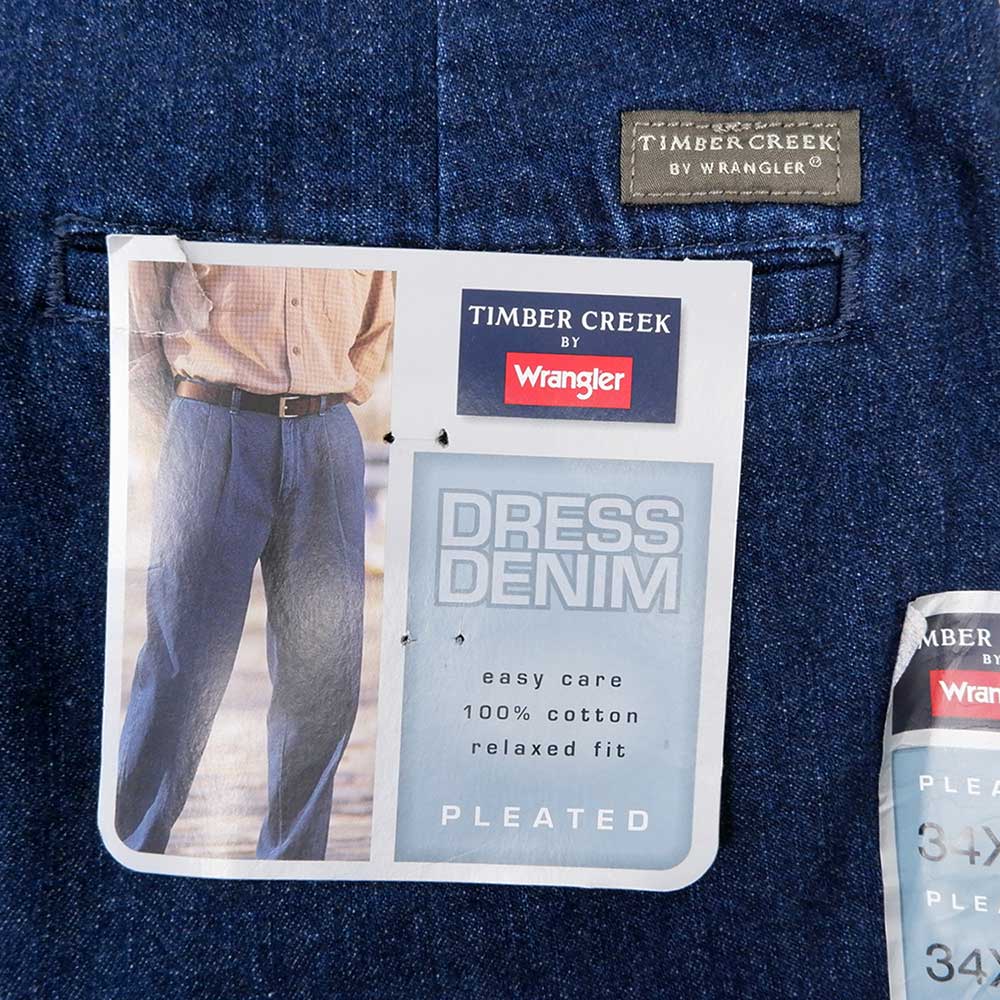 TIMBER CREEK
BY WRANGLER®
TIMBER CREEK
BY
Wrangler
DRESS
DENIM
easy care
100% cotton
relaxed fit
PLEATED
MBER
BY
Wran
PLEA
34X
PLEA
34X